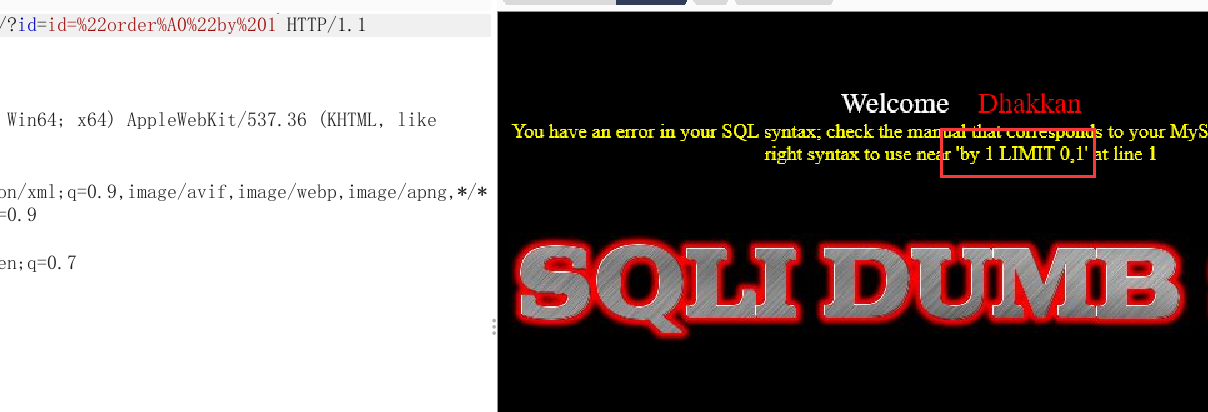 /?id=id=%22order%A0%22by%201 HTTP/1.1
Win64; x64) AppleWebKit/537.36 (KHTML, like
on/xml;q=0.9,image/avif,image/webp,image/apng,*/*
=0.9
en;q=0.7
Welcome Dhakkan
You have an error in your SQL syntax; check the manual that corresponds to your MyS
right syntax to use near 'by 1 LIMIT 0,1' at line 1
SQLI DUMB